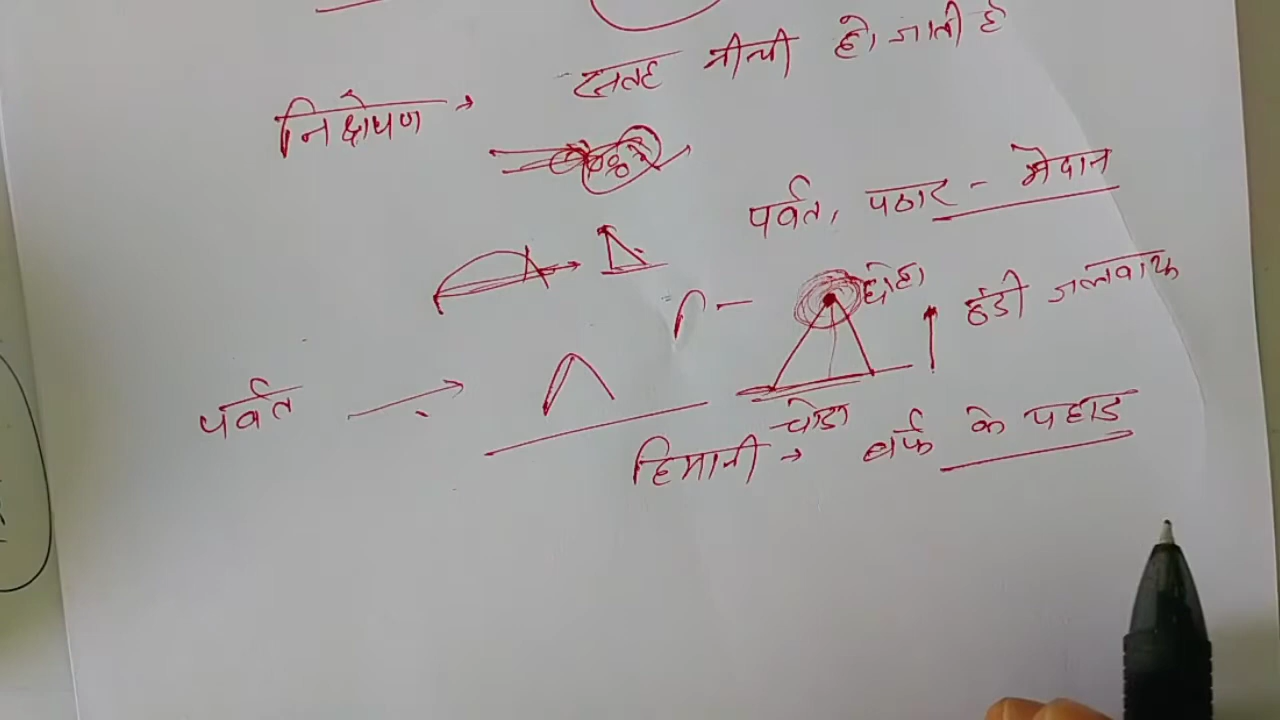 सतह नीची हो जाती है
निक्षेपण →
पर्वत, पठार - मैदान
छोटा
ठंडी जलवायु
पर्वत →
चौडा
हिमानी → बर्फ के पहाड